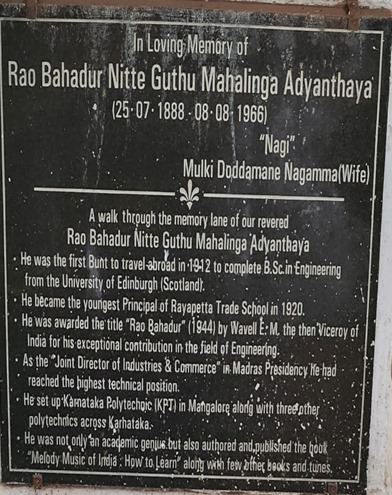 In Loving Memory of
Rao Bahadur Nitte Guthu Mahalinga Adyanthaya
(25-07-1888 - 08-08-1966)
"Nagi"
Mulki Doddamane Nagamma(Wife)
A walk through the memory lane of our revered
Rao Bahadur Nitte Guthu Mahalinga Adyanthaya
• He was the first Bunt to travel abroad in 1912 to complete B.Sc.in Engineering
from the University of Edinburgh (Scotland).
• He became the youngest Principal of Rayapetta Trade School in 1920.
• He was awarded the title "Rao Bahadur" (1944) by Wavell E. M. the then Viceroy of
India for his exceptional contribution in the field of Engineering.
• As the "Joint Director of Industries & Commerce" in Madras Presidency He had
reached the highest technical position.
• He set up Karnataka Polytechnic (KPT) in Mangalore along with three other
polytechnics across Karnataka.
• He was not only an academic genius but also authored and published the book
"Melody Music of India : How to Learn" along with few other books and tunes.